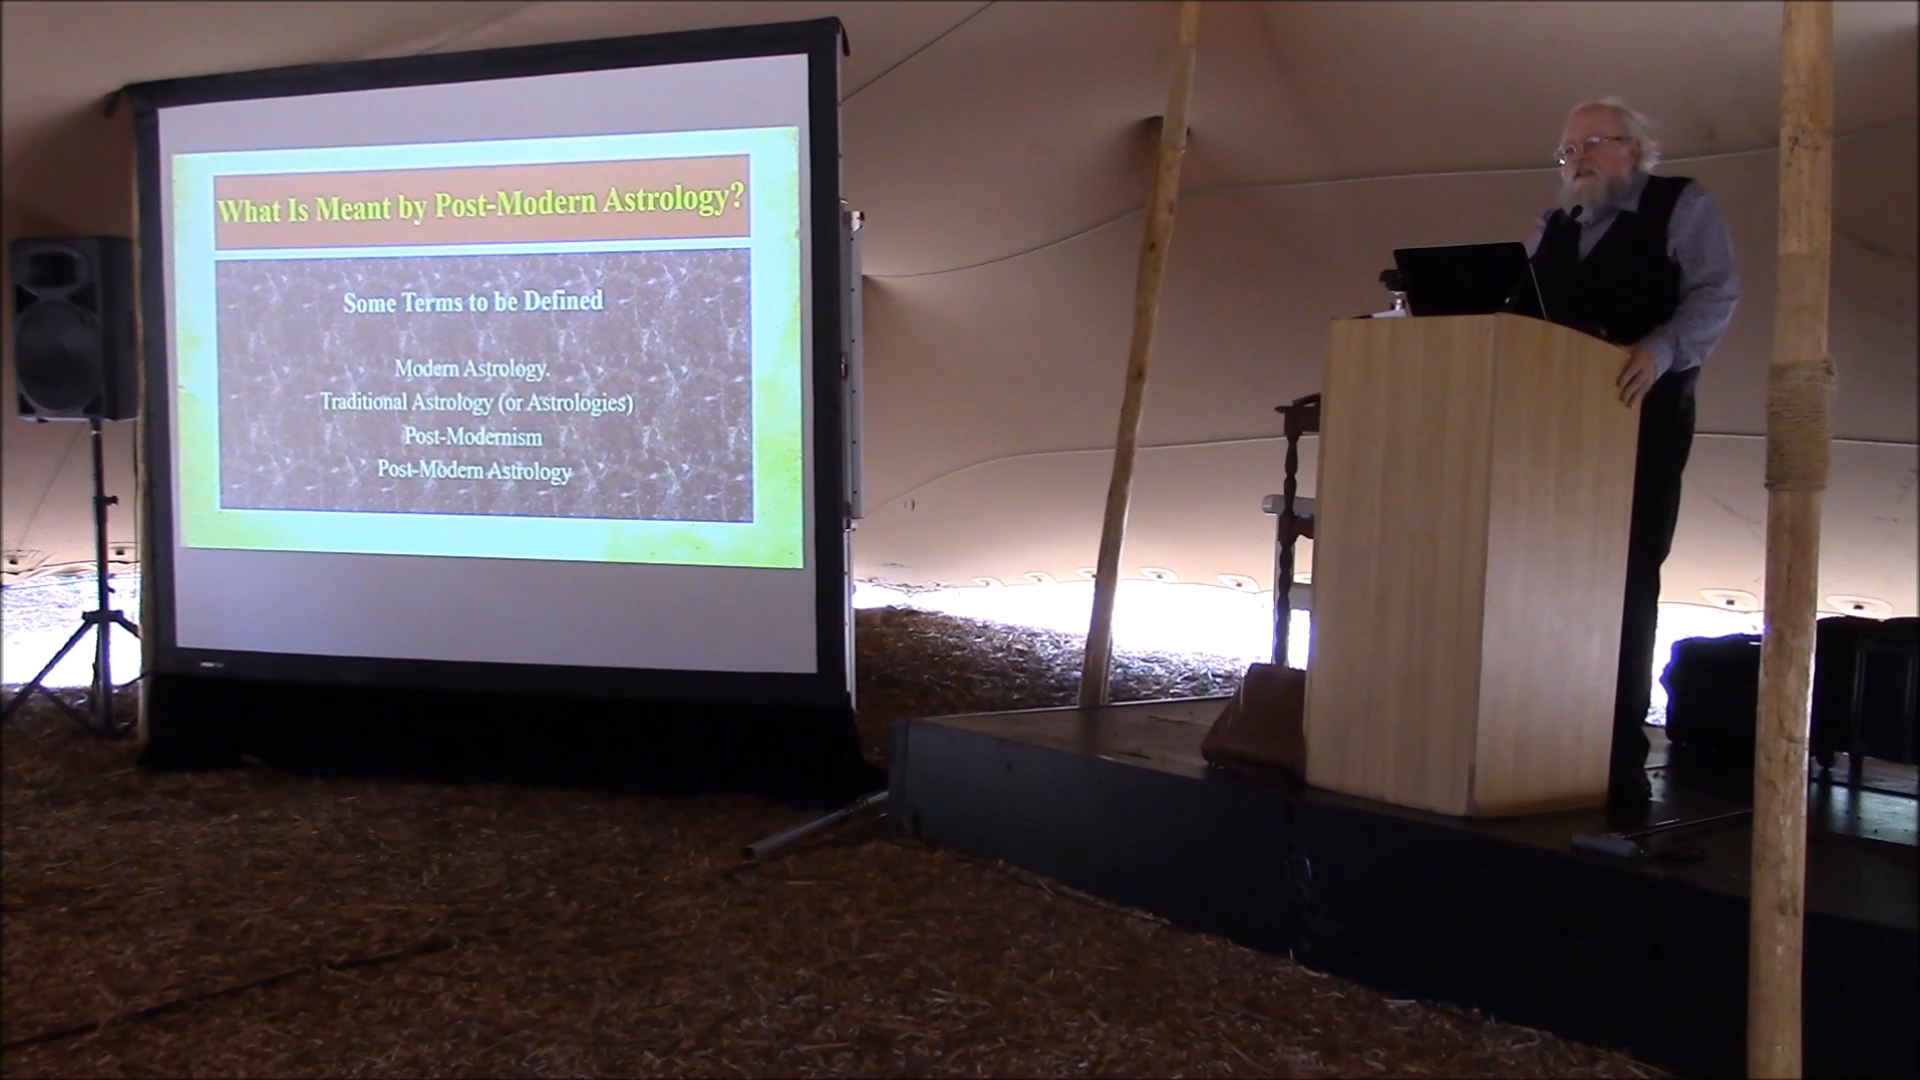 What Is Meant by Post-Modern Astrology?
Some Terms to be Defined
Modern Astrology.
Traditional Astrology (or Astrologies)
Post-Modernism
Post-Modern Astrology